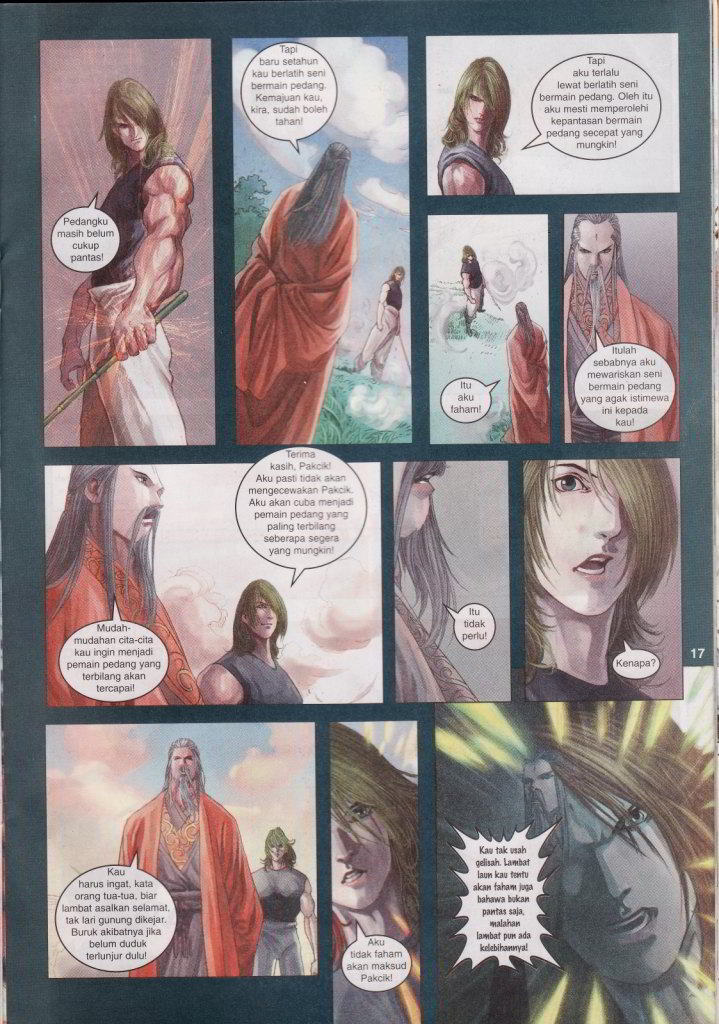 Pedangku
masih belum
cukup
pantas!
Tapi
baru setahun
kau berlatih seni
bermain pedang.
Kemajuan kau,
kira, sudah boleh
tahan!
Tapi
aku terlalu
lewat berlatih seni
bermain pedang. Oleh itu
aku mesti memperolehi
kepantasan bermain
pedang secepat yang
mungkin!
Itu
aku
faham!
Itulah
sebabnya aku
mewariskan seni
bermain pedang
yang agak istimewa
ini kepada
kau!
Terima
kasih, Pakcik!
Aku pasti tidak akan
mengecewakan Pakcik.
Aku akan cuba menjadi
pemain pedang yang
paling terbilang
seberapa segera
yang mungkin!
Mudah-
mudahan cita-cita
kau ingin menjadi
pemain pedang yang
terbilang akan
tercapai!
Itu
tidak
perlu!
Kenapa?
17
Kau
harus ingat, kata
orang tua-tua, biar
lambat asalkan selamat,
tak lari gunung dikejar.
Buruk akibatnya jika
belum duduk
terlunjur dulu!
Aku
tidak faham
akan maksud
Pakcik!
Kau tak usah
gelisah. Lambat
laun kau tentu
akan faham juga
bahawa bukan
pantas saja,
malahan
lambat pun ada
kelebihannya!